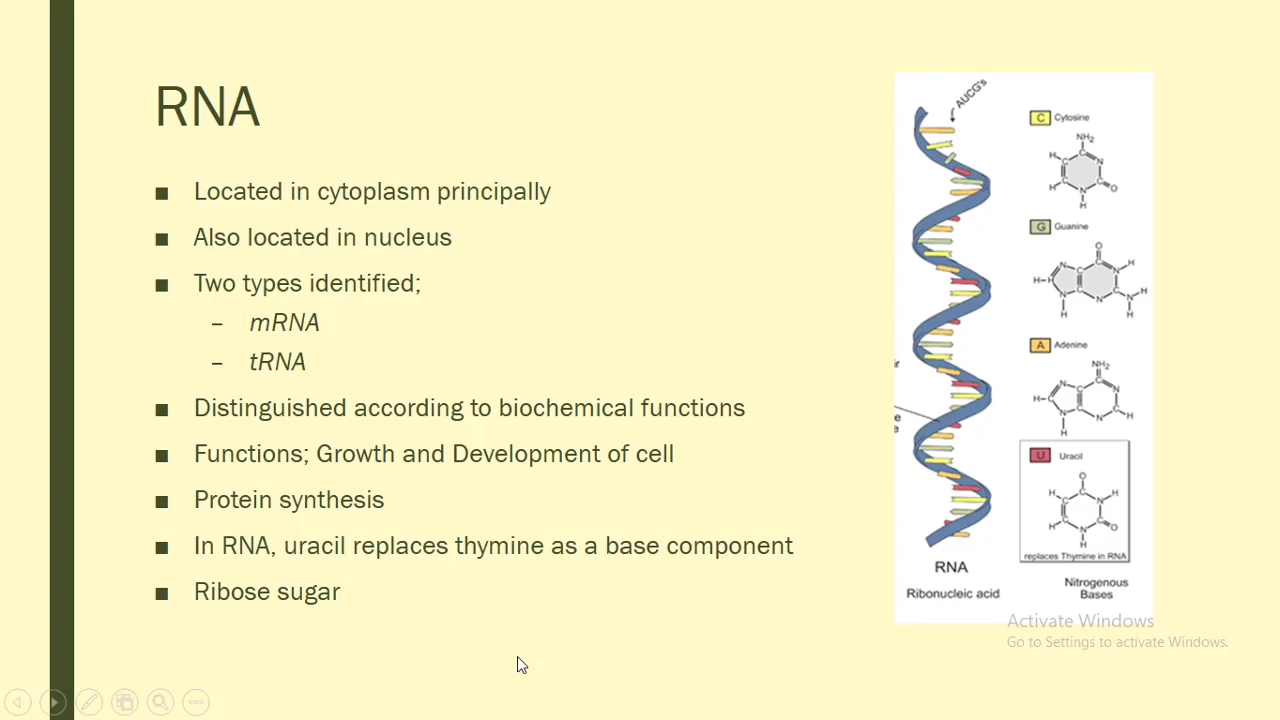 RNA
■ Located in cytoplasm principally
■ Also located in nucleus
■ Two types identified;
– mRNA
– tRNA
■ Distinguished according to biochemical functions
■ Functions; Growth and Development of cell
■ Protein synthesis
■ In RNA, uracil replaces thymine as a base component
■ Ribose sugar
AUCG's
C Cytosine
NH2
H C N
H C O
N
H
G Guanine
O
N C N H
H N C N H
H H
A Adenine
NH2
N C N
H N C H
H
U Uracil
O
H C H
C N
H C O
N
H
replaces Thymine in RNA
RNA
Ribonucleic acid
Nitrogenous
Bases
Activate Windows
Go to Settings to activate Windows.